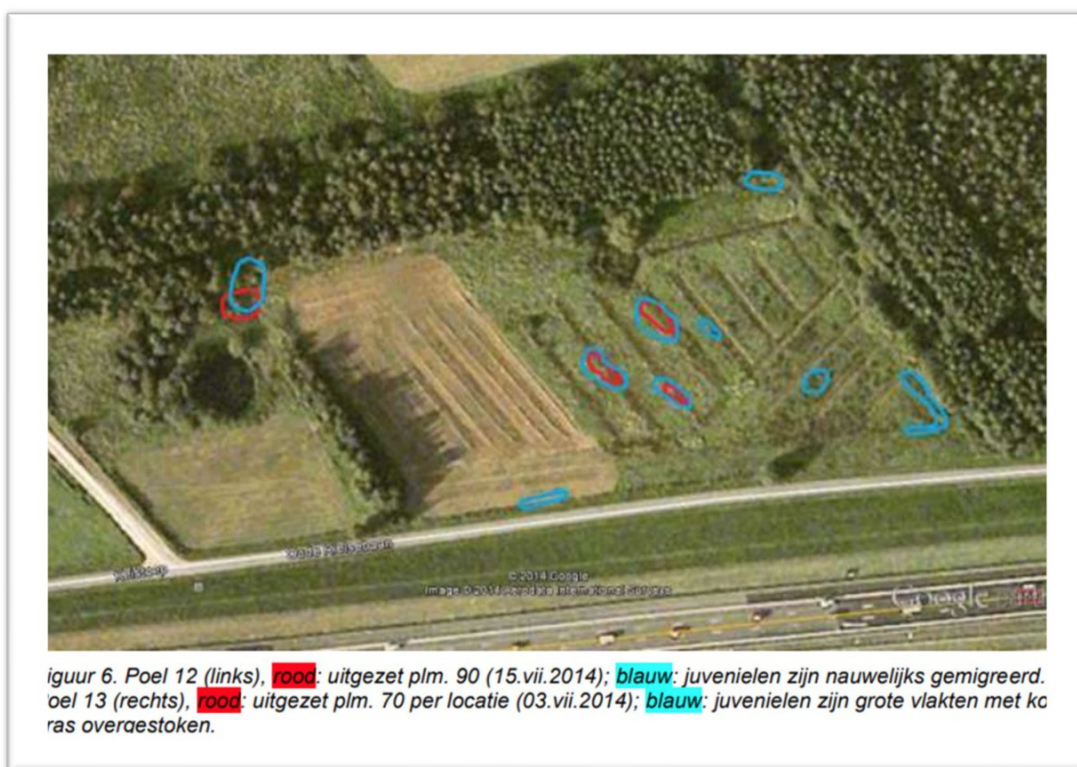 © 2014 Google
Google
iguur 6. Poel 12 (links), rood: uitgezet plm. 90 (15.vii.2014); blauw: juvenielen zijn nauwelijks gemigreerd.
oel 13 (rechts), rood: uitgezet plm. 70 per locatie (03.vii.2014); blauw: juvenielen zijn grote vlakten met ko
ras overgestoken.